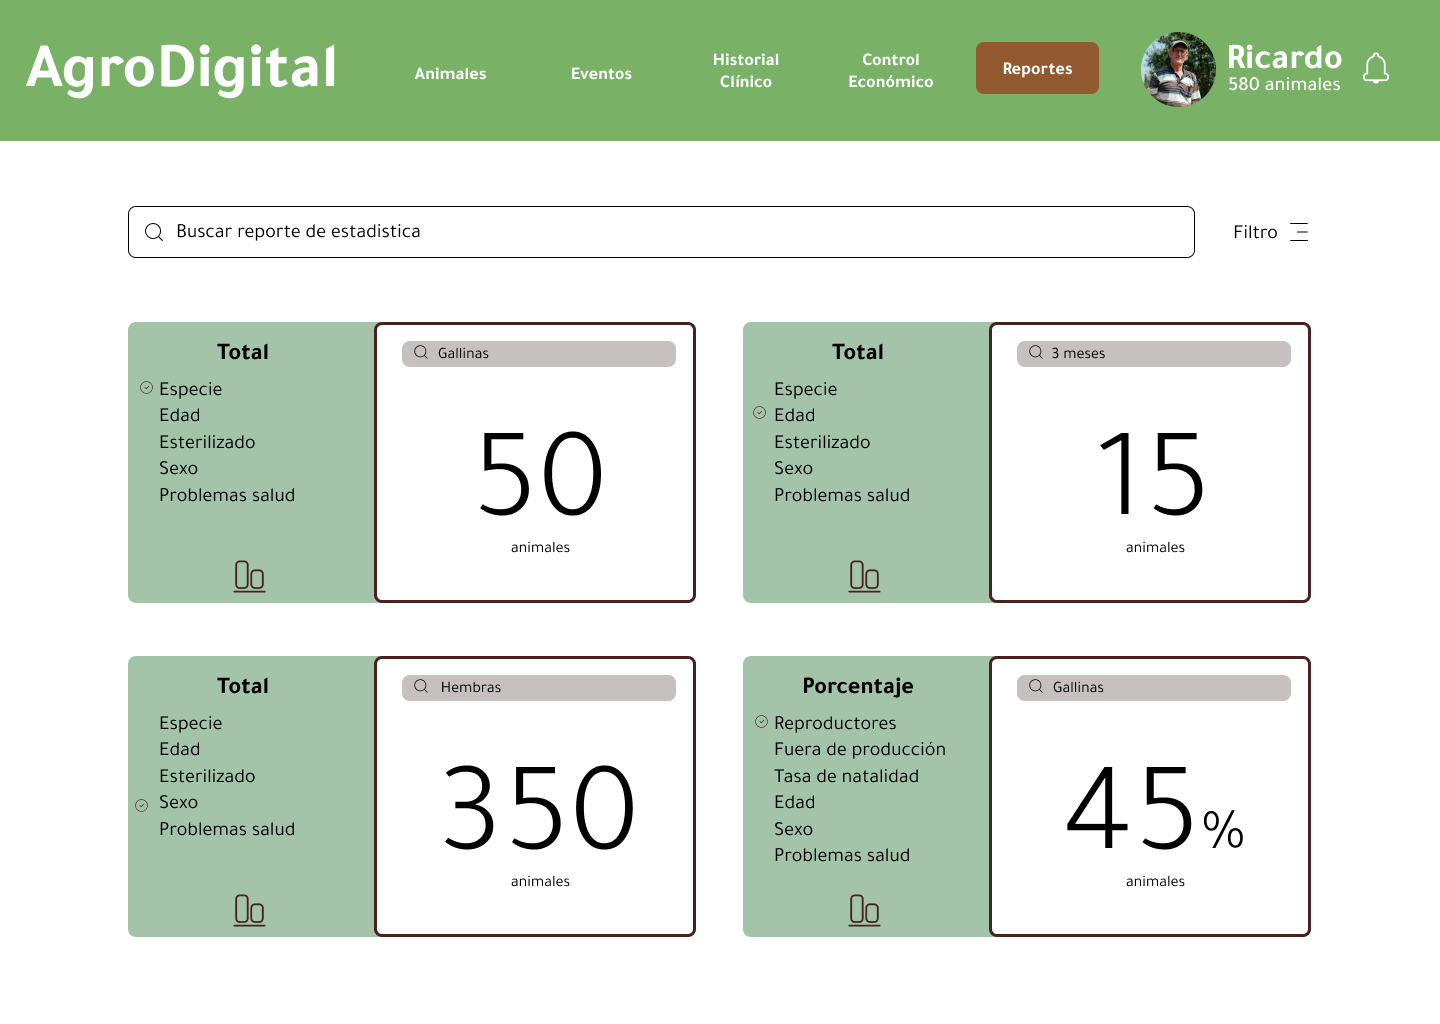 AgroDigital
Animales
Eventos
Historial
Clínico
Control
Económico
Reportes
Ricardo
580 animales
Buscar reporte de estadistica
Filtro
Total
Especie
Edad
Esterilizado
Sexo
Problemas salud
Gallinas
50
animales
Total
Especie
Edad
Esterilizado
Sexo
Problemas salud
3 meses
15
animales
Total
Especie
Edad
Esterilizado
Sexo
Problemas salud
Hembras
350
animales
Porcentaje
Reproductores
Fuera de producción
Tasa de natalidad
Edad
Sexo
Problemas salud
Gallinas
45%
animales